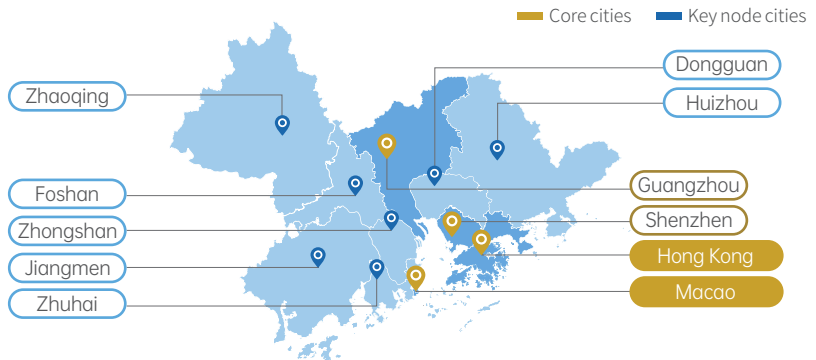 Core cities
Key node cities
Zhaoqing
Foshan
Zhongshan
Jiangmen
Zhuhai
Dongguan
Huizhou
Guangzhou
Shenzhen
Hong Kong
Macao